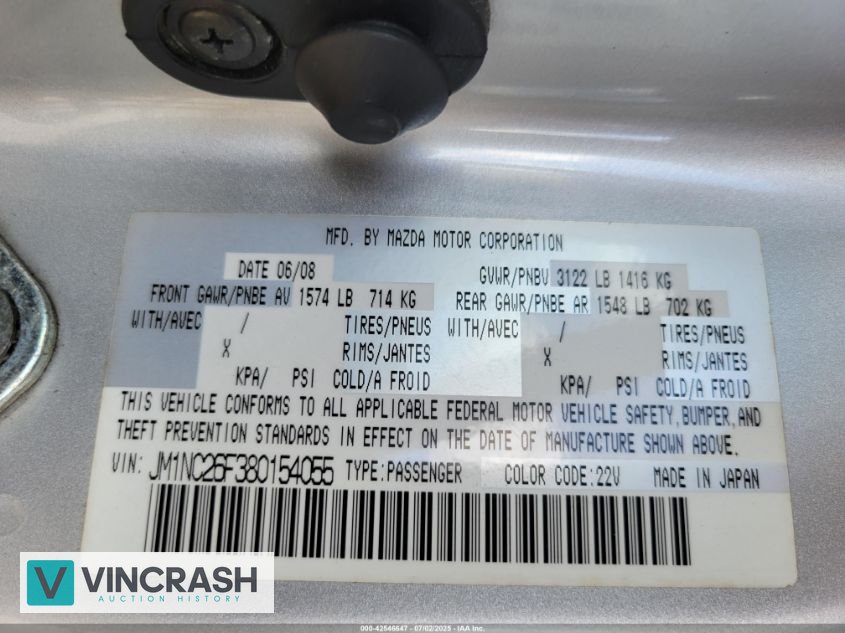 MFD. BY MAZDA MOTOR CORPORATION
DATE 06/08 GVWR/PNBV 3122 LB 1416 KG
FRONT GAWR/PNBE AV 1574 LB 714 KG REAR GAWR/PNBE AR 1548 LB 702 KG
WITH/AVEC / TIRES/PNEUS WITH/AVEC / TIRES/PNEUS
X RIMS/JANTES X RIMS/JANTES
KPA/ PSI COLD/A FROID KPA/ PSI COLD/A FROID
THIS VEHICLE CONFORMS TO ALL APPLICABLE FEDERAL MOTOR VEHICLE SAFETY, BUMPER, AND
THEFT PREVENTION STANDARDS IN EFFECT ON THE DATE OF MANUFACTURE SHOWN ABOVE.
VIN: JM1NC26F380154055 TYPE:PASSENGER COLOR CODE:22V MADE IN JAPAN
V VINCRASH
AUCTION HISTORY
000-42546647 - 07/02/2025 - IAA Inc.